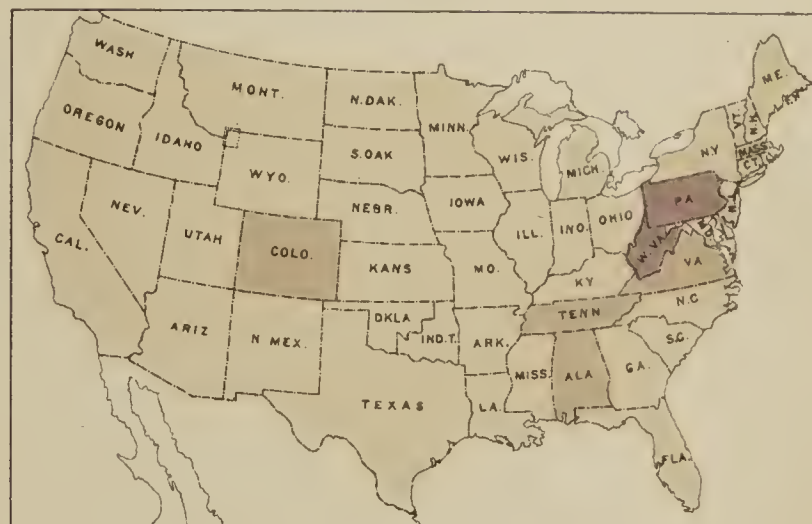 WASH
MONT.
N.DAK.
MINN.
ME.
OREGON
IDAHO
S.DAK
WIS.
MICH.
N.Y
VT.
N.H.
MASS
CT.
WYO.
NEV.
UTAH
COLO.
NEBR.
IOWA
ILL.
IND.
OHIO
PA
CAL.
KANS
MO.
KY
W.VA
VA
ARIZ
N.MEX.
OKLA
IND.T.
ARK.
TENN
N.C
S.C.
TEXAS
LA.
MISS.
ALA
GA.
FLA.